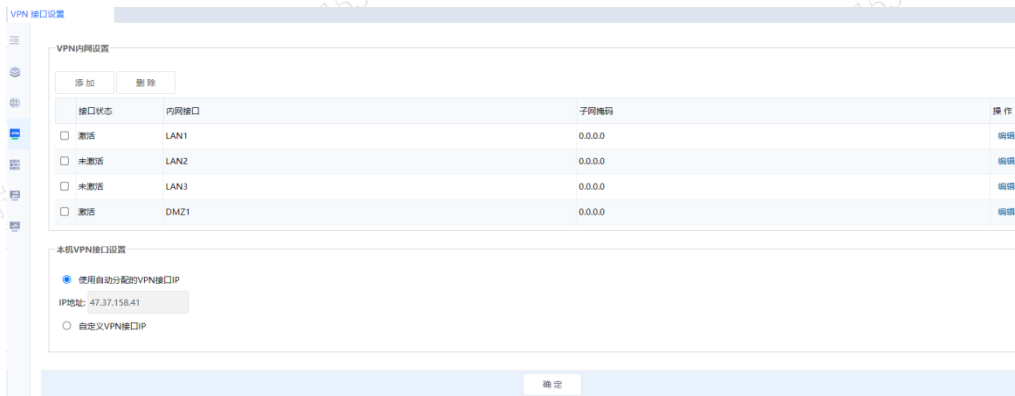 VPN 接口设置
VPN内网设置
添加 删除
接口状态 内网接口 子网掩码 操作
激活 LAN1 0.0.0.0 编辑
未激活 LAN2 0.0.0.0 编辑
未激活 LAN3 0.0.0.0 编辑
激活 DMZ1 0.0.0.0 编辑
本机VPN接口设置
使用自动分配的VPN接口IP
IP地址: 47.37.158.41
自定义VPN接口IP
确定